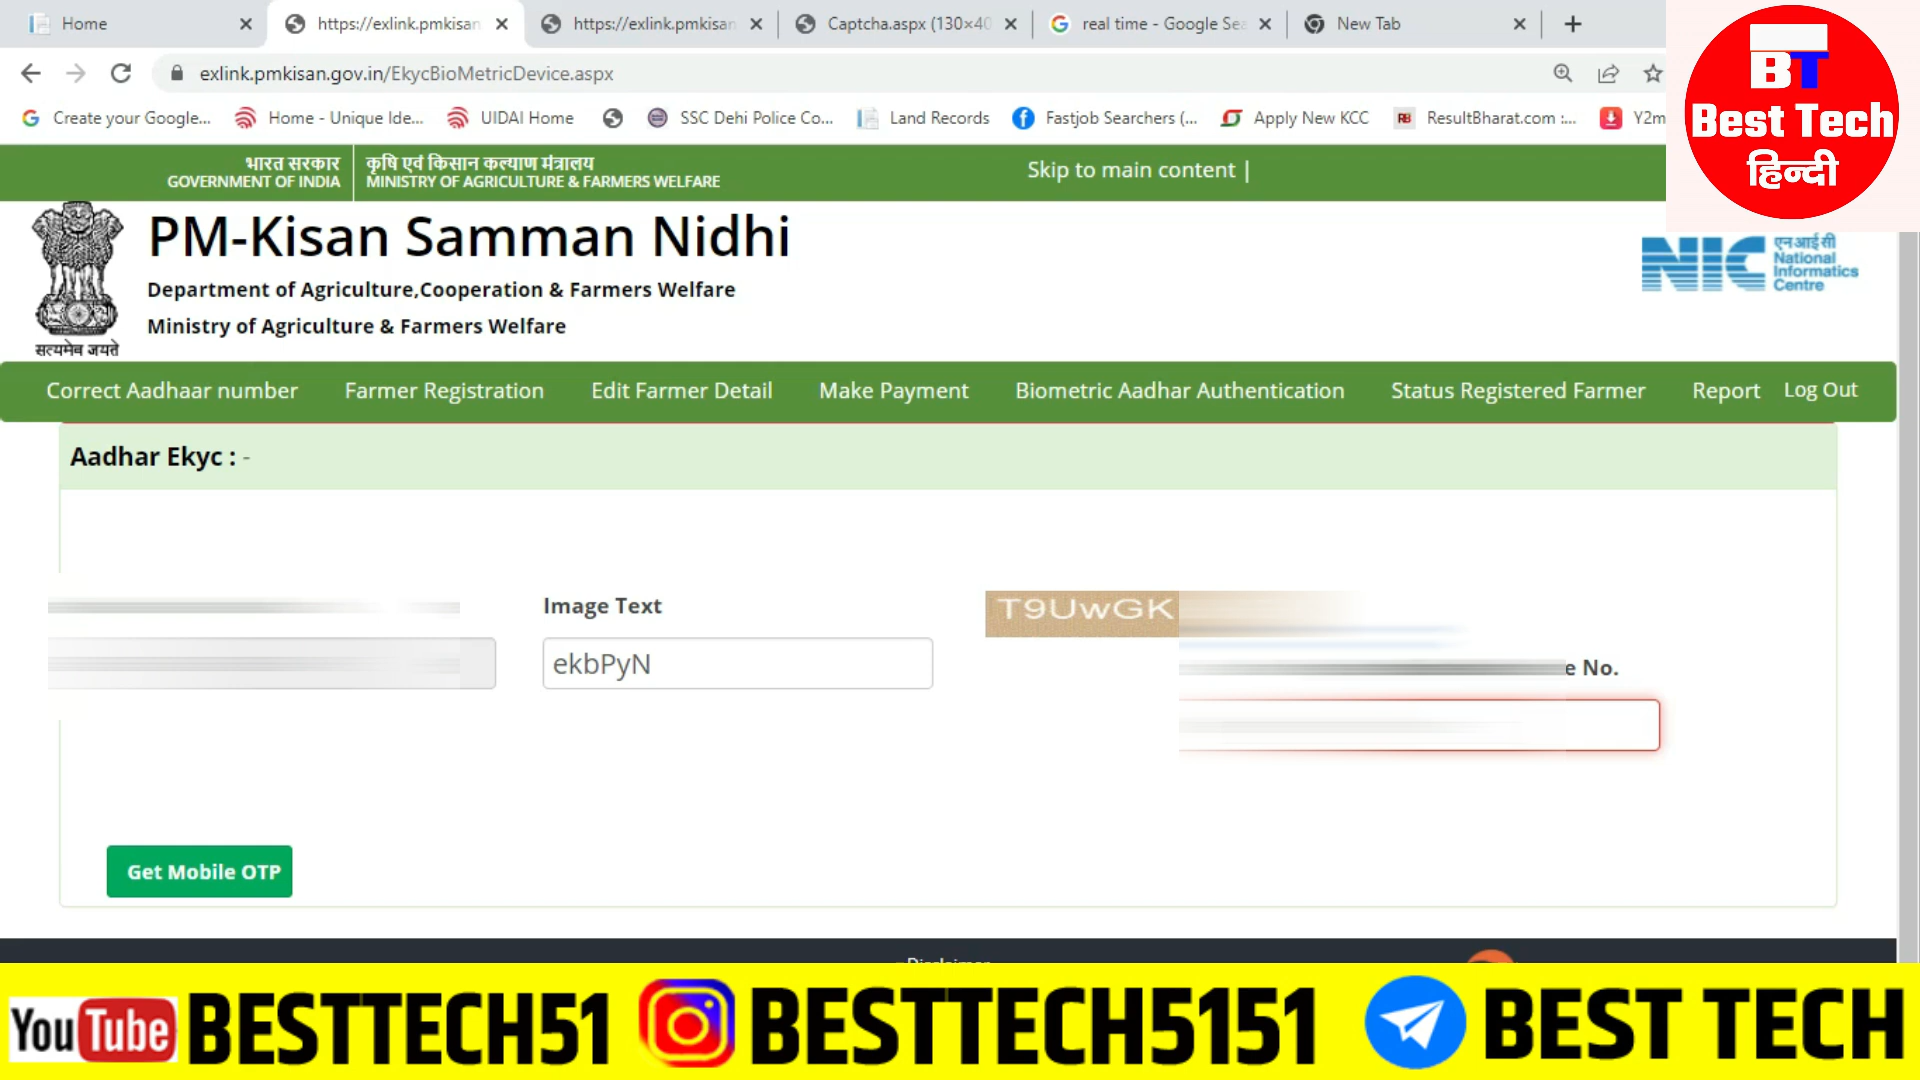 Home
https://exlink.pmkisan
https://exlink.pmkisan
Captcha.aspx (130×40
real time - Google Sea
New Tab
exlink.pmkisan.gov.in/EkycBioMetricDevice.aspx
Create your Google...
Home - Unique Ide...
UIDAI Home
SSC Dehi Police Co...
Land Records
Fastjob Searchers (...
Apply New KCC
RB
ResultBharat.com :...
Y2m
BT
Best Tech
हिन्दी
भारत सरकार
GOVERNMENT OF INDIA
कृषि एवं किसान कल्याण मंत्रालय
MINISTRY OF AGRICULTURE & FARMERS WELFARE
Skip to main content |
सत्यमेव जयते
PM-Kisan Samman Nidhi
Department of Agriculture,Cooperation & Farmers Welfare
Ministry of Agriculture & Farmers Welfare
NIC
एन आई सी
National
Informatics
Centre
Correct Aadhaar number
Farmer Registration
Edit Farmer Detail
Make Payment
Biometric Aadhar Authentication
Status Registered Farmer
Report
Log Out
Aadhar Ekyc : -
Image Text
T9UwGK
ekbPyN
e No.
Get Mobile OTP
YouTube
BESTTECH51
BESTTECH5151
BEST TECH